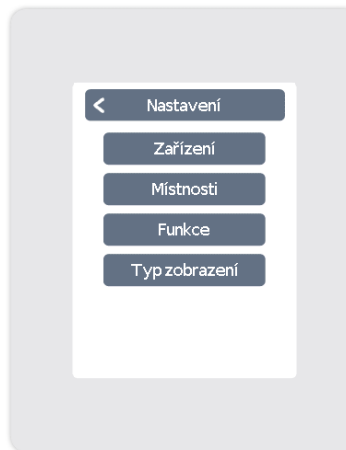 Nastavení
Zařízení
Místnosti
Funkce
Typ zobrazení